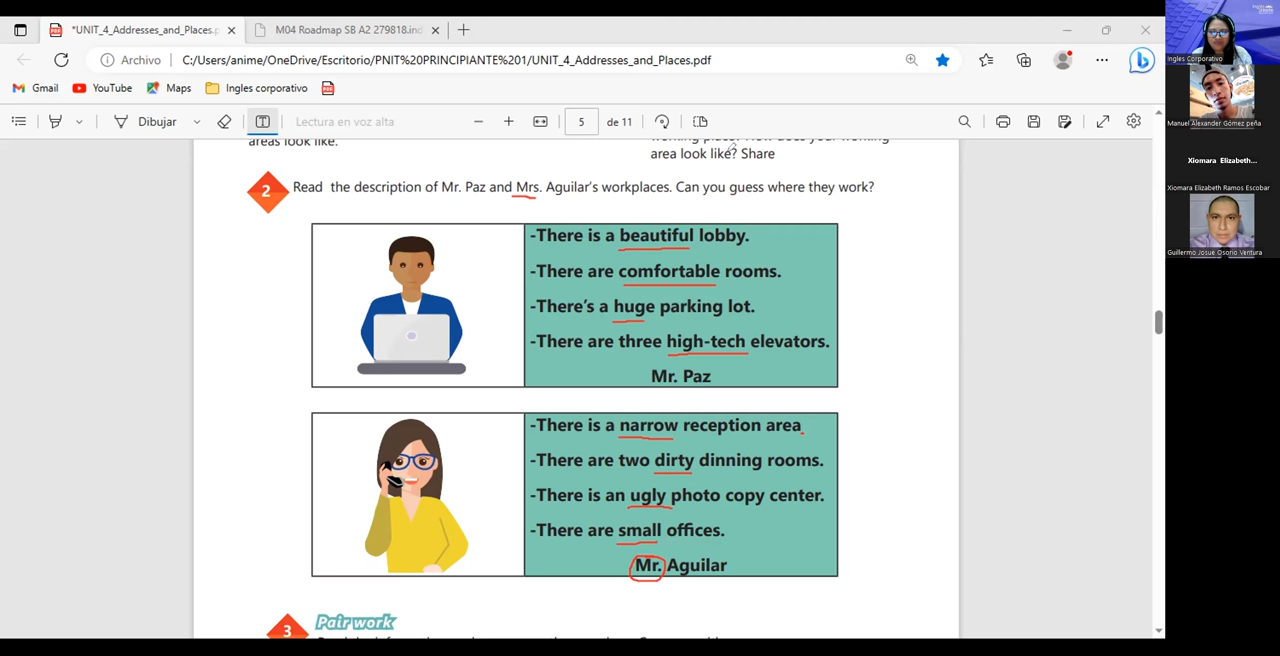 *UNIT_4_Addresses_and_Places.p
M04 Roadmap SB A2 279818.ind
Archivo
C:/Users/anime/OneDrive/Escritorio/PNIT%20PRINCIPIANTE%201/UNIT_4_Addresses_and_Places.pdf
Gmail
YouTube
Maps
Ingles corporativo
Dibujar
Lectura en voz alta
5
de 11
areas look like.
area look like? Share
2
Read the description of Mr. Paz and Mrs. Aguilar's workplaces. Can you guess where they work?
-There is a beautiful lobby.
-There are comfortable rooms.
-There's a huge parking lot.
-There are three high-tech elevators.
Mr. Paz
-There is a narrow reception area.
-There are two dirty dinning rooms.
-There is an ugly photo copy center.
-There are small offices.
Mr. Aguilar
3
Pair work
Ingles Corporativo
Manuel Alexander Gómez peña
Xiomara Elizabeth...
Xiomara Elizabeth Ramos Escobar
Guillermo Josue Osorio Ventura